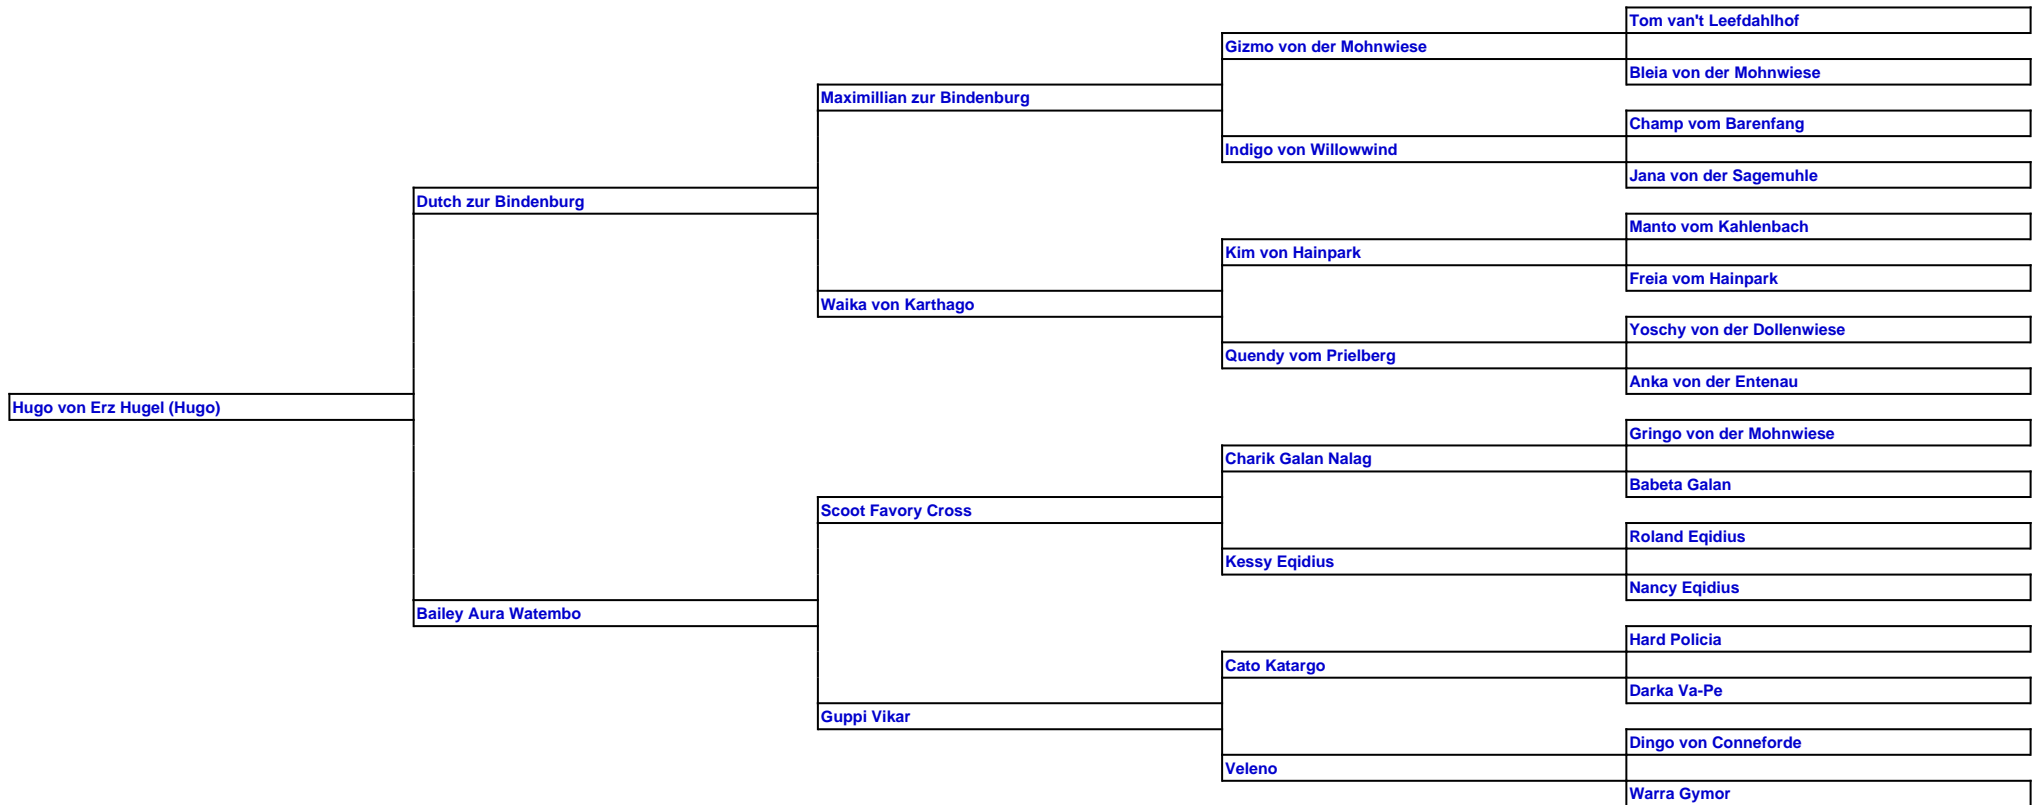 Tom van't Leefdahlhof
Gizmo von der Mohnwiese
Bleia von der Mohnwiese
Maximillian zur Bindenburg
Champ vom Barenfang
Indigo von Willowwind
Jana von der Sagemuhle
Dutch zur Bindenburg
Manto vom Kahlenbach
Kim von Hainpark
Freia vom Hainpark
Waika von Karthago
Yoschy von der Dollenwiese
Quendy vom Prielberg
Anka von der Entenau
Hugo von Erz Hugel (Hugo)
Gringo von der Mohnwiese
Charik Galan Nalag
Babeta Galan
Scoot Favory Cross
Roland Eqidius
Kessy Eqidius
Nancy Eqidius
Bailey Aura Watembo
Hard Policia
Cato Katargo
Darka Va-Pe
Guppi Vikar
Dingo von Conneforde
Veleno
Warra Gymor